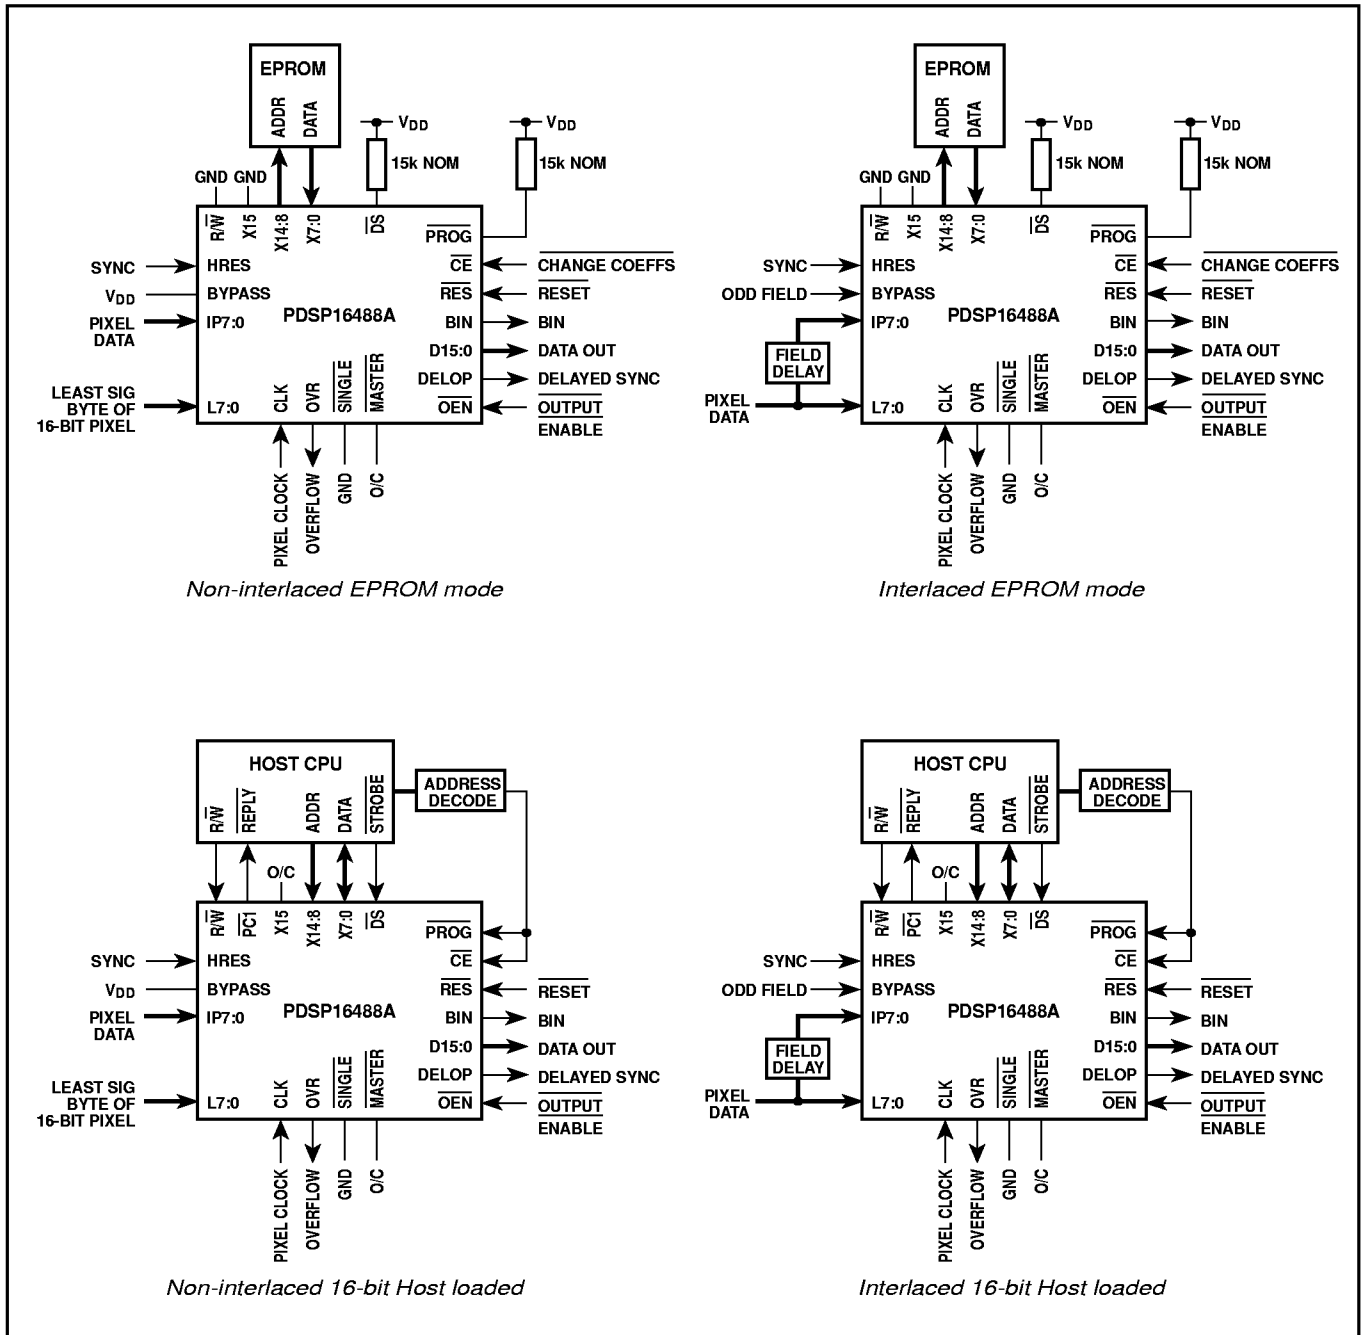 EPROM
ADDR
DATA
VDD
VDD
15k NOM
15k NOM
GND
GND
R/W
X15
X14:8
X7:0
DS
PROG
SYNC
HRES
CE
CHANGE COEFFS
VDD
BYPASS
RES
RESET
PIXEL
DATA
IP7:0
PDSP16488A
BIN
BIN
D15:0
DATA OUT
DELOP
DELAYED SYNC
LEAST SIG
BYTE OF
16-BIT PIXEL
L7:0
CLK
OVR
SINGLE
MASTER
OEN
OUTPUT
ENABLE
PIXEL CLOCK
OVERFLOW
GND
O/C
Non-interlaced EPROM mode
EPROM
ADDR
DATA
VDD
VDD
15k NOM
15k NOM
GND
GND
R/W
X15
X14:8
X7:0
DS
PROG
SYNC
HRES
CE
CHANGE COEFFS
ODD FIELD
BYPASS
RES
RESET
IP7:0
PDSP16488A
BIN
BIN
FIELD
DELAY
D15:0
DATA OUT
DELOP
DELAYED SYNC
PIXEL
DATA
L7:0
CLK
OVR
SINGLE
MASTER
OEN
OUTPUT
ENABLE
PIXEL CLOCK
OVERFLOW
GND
O/C
Interlaced EPROM mode
HOST CPU
R/W
REPLY
ADDR
DATA
STROBE
ADDRESS
DECODE
O/C
R/W
PC1
X15
X14:8
X7:0
DS
PROG
SYNC
HRES
CE
VDD
BYPASS
RES
RESET
PIXEL
DATA
IP7:0
PDSP16488A
BIN
BIN
D15:0
DATA OUT
DELOP
DELAYED SYNC
LEAST SIG
BYTE OF
16-BIT PIXEL
L7:0
CLK
OVR
SINGLE
MASTER
OEN
OUTPUT
ENABLE
PIXEL CLOCK
OVERFLOW
GND
O/C
Non-interlaced 16-bit Host loaded
HOST CPU
R/W
REPLY
ADDR
DATA
STROBE
ADDRESS
DECODE
O/C
R/W
PC1
X15
X14:8
X7:0
DS
PROG
SYNC
HRES
CE
ODD FIELD
BYPASS
RES
RESET
IP7:0
PDSP16488A
BIN
BIN
FIELD
DELAY
D15:0
DATA OUT
DELOP
DELAYED SYNC
PIXEL
DATA
L7:0
CLK
OVR
SINGLE
MASTER
OEN
OUTPUT
ENABLE
PIXEL CLOCK
OVERFLOW
GND
O/C
Interlaced 16-bit Host loaded